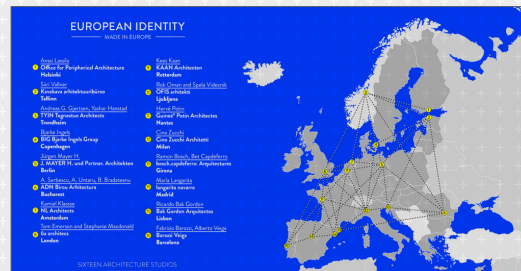 EUROPEAN IDENTITY
MADE IN EUROPE
Anssi Lassila
Office for Peripheral Architecture
Helsinki
Siiri Vallner
Kavakava arhitektuuribüroo
Tallinn
Andreas G. Gjertsen, Yashar Hanstad
TYIN Tegnestue Architects
Trondheim
Bjarke Ingels
BIG Bjarke Ingels Group
Copenhagen
Jürgen Mayer H.
J. MAYER H. und Partner, Architekten
Berlin
A. Serbescu, A. Untaru, B. Bradateanu
ADN Birou Arhitectura
Bucharest
Kamiel Klaasse
NL Architects
Amsterdam
Tom Emerson and Stephanie Macdonald
6a architects
London
Kees Kaan
KAAN Architecten
Rotterdam
Rok Oman and Spela Videznik
OFIS arhitekti
Ljubljana
Hervé Potin
Guinée*Potin Architectes
Nantes
Cino Zucchi
Cino Zucchi Architetti
Milan
Ramon Bosch, Bet Capdeferro
bosch.capdeferro Arquitectures
Girona
María Langarita
langarita navarro
Madrid
Ricardo Bak Gordon
Bak Gordon Arquitectos
Lisbon
Fabrizio Barozzi, Alberto Veiga
Barozzi Veiga
Barcelona
SIXTEEN ARCHITECTURE STUDIOS